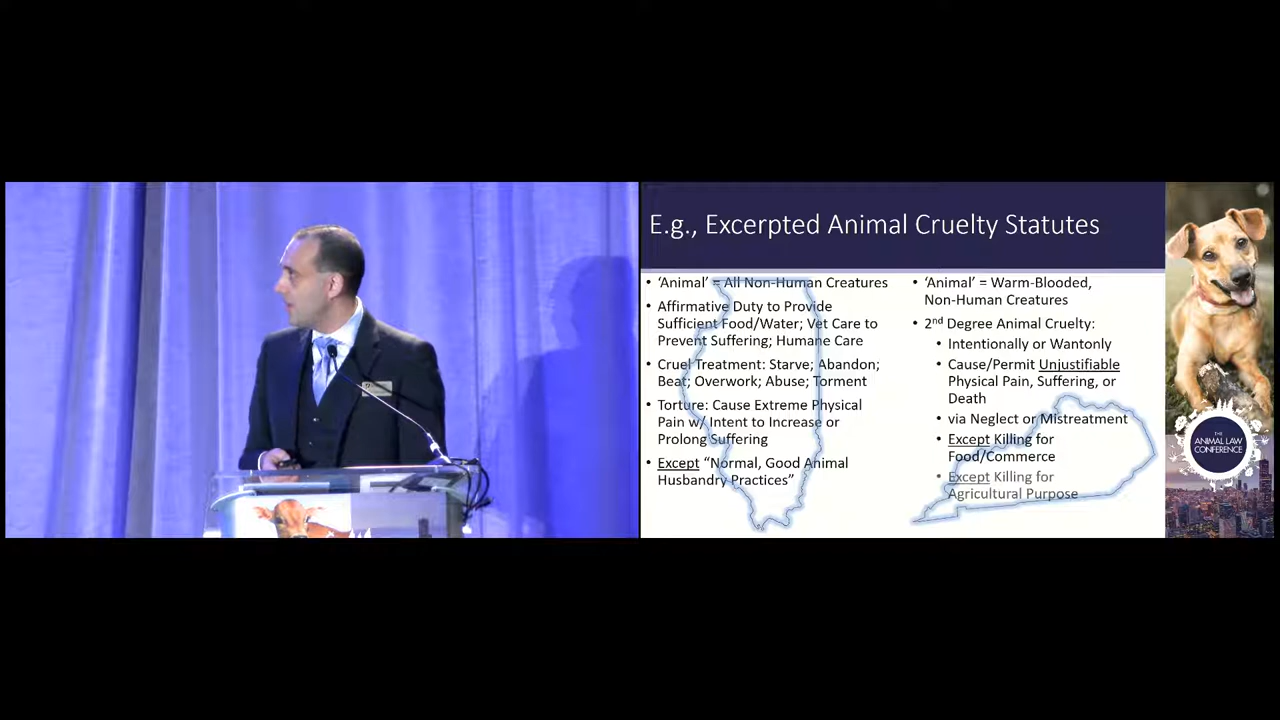 E.g., Excerpted Animal Cruelty Statutes
• ‘Animal’ = All Non-Human Creatures
• Affirmative Duty to Provide
Sufficient Food/Water; Vet Care to
Prevent Suffering; Humane Care
• Cruel Treatment: Starve; Abandon;
Beat; Overwork; Abuse; Torment
• Torture: Cause Extreme Physical
Pain w/ Intent to Increase or
Prolong Suffering
• Except “Normal, Good Animal
Husbandry Practices”
• ‘Animal’ = Warm-Blooded,
Non-Human Creatures
• 2nd Degree Animal Cruelty:
• Intentionally or Wantonly
• Cause/Permit Unjustifiable
Physical Pain, Suffering, or
Death
• via Neglect or Mistreatment
• Except Killing for
Food/Commerce
• Except Killing for
Agricultural Purpose
THE
ANIMAL LAW
CONFERENCE